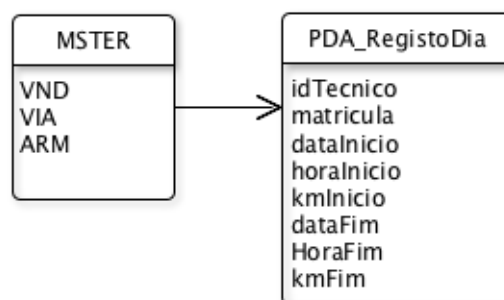 MSTER
VND
VIA
ARM
PDA_RegistoDia
idTecnico
matricula
dataInicio
horaInicio
kmInicio
dataFim
HoraFim
kmFim